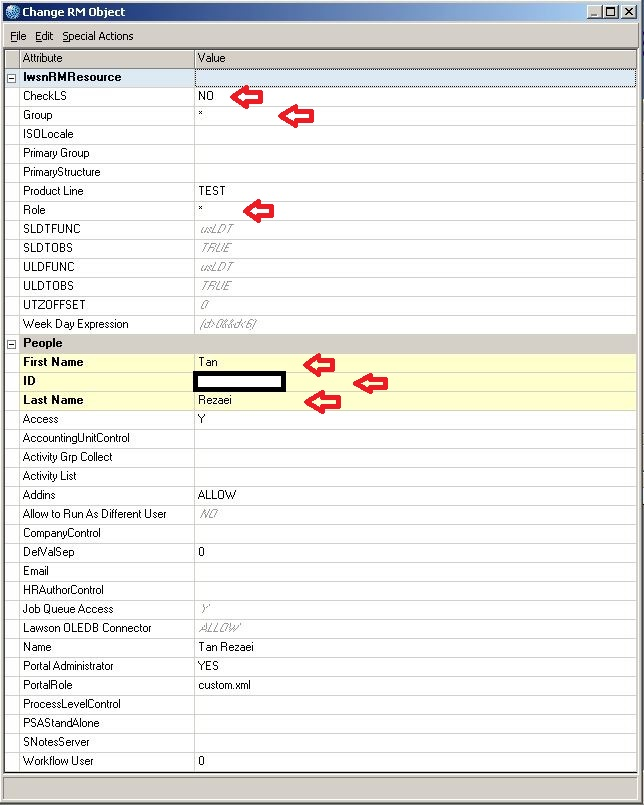 Change RM Object
File Edit Special Actions
Attribute Value
lwsnRMResource
CheckLS NO
Group *
ISOLocale
Primary Group
PrimaryStructure
Product Line TEST
Role *
SLDTFUNC usLDT
SLDTOBS TRUE
ULDFUNC usLDT
ULDTOBS TRUE
UTZOFFSET 0
Week Day Expression (d>0&&d<6)
People
First Name Tan
ID
Last Name Rezaei
Access Y
AccountingUnitControl
Activity Grp Collect
Activity List
Addins ALLOW
Allow to Run As Different User NO
CompanyControl
DefValSep 0
Email
HRAuthorControl
Job Queue Access Y
Lawson OLEDB Connector ALLOW
Name Tan Rezaei
Portal Administrator YES
PortalRole custom.xml
ProcessLevelControl
PSAStandAlone
SNotesServer
Workflow User 0